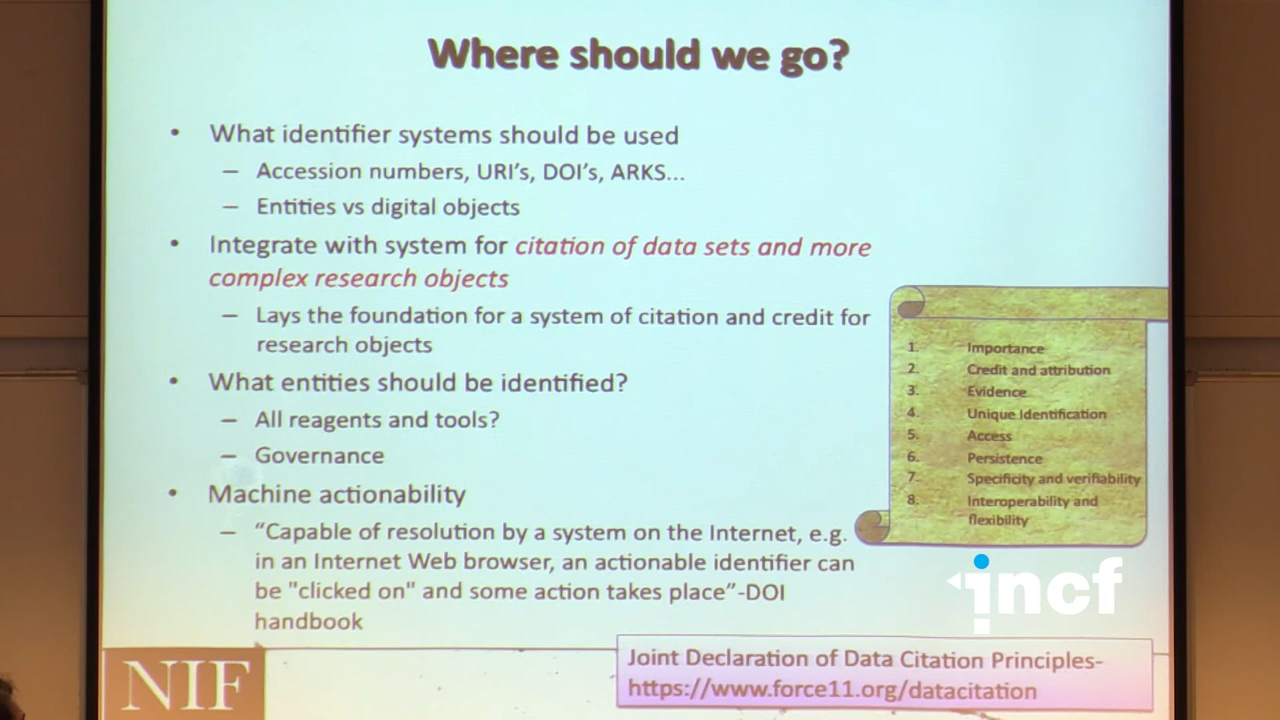 Where should we go?
• What identifier systems should be used
– Accession numbers, URI's, DOI's, ARKS...
– Entities vs digital objects
• Integrate with system for citation of data sets and more
complex research objects
– Lays the foundation for a system of citation and credit for
research objects
• What entities should be identified?
– All reagents and tools?
– Governance
• Machine actionability
– “Capable of resolution by a system on the Internet, e.g.
in an Internet Web browser, an actionable identifier can
be "clicked on" and some action takes place”-DOI
handbook
1. Importance
2. Credit and attribution
3. Evidence
4. Unique Identification
5. Access
6. Persistence
7. Specificity and verifiability
8. Interoperability and
flexibility
incf
NIF
Joint Declaration of Data Citation Principles-
https://www.force11.org/datacitation